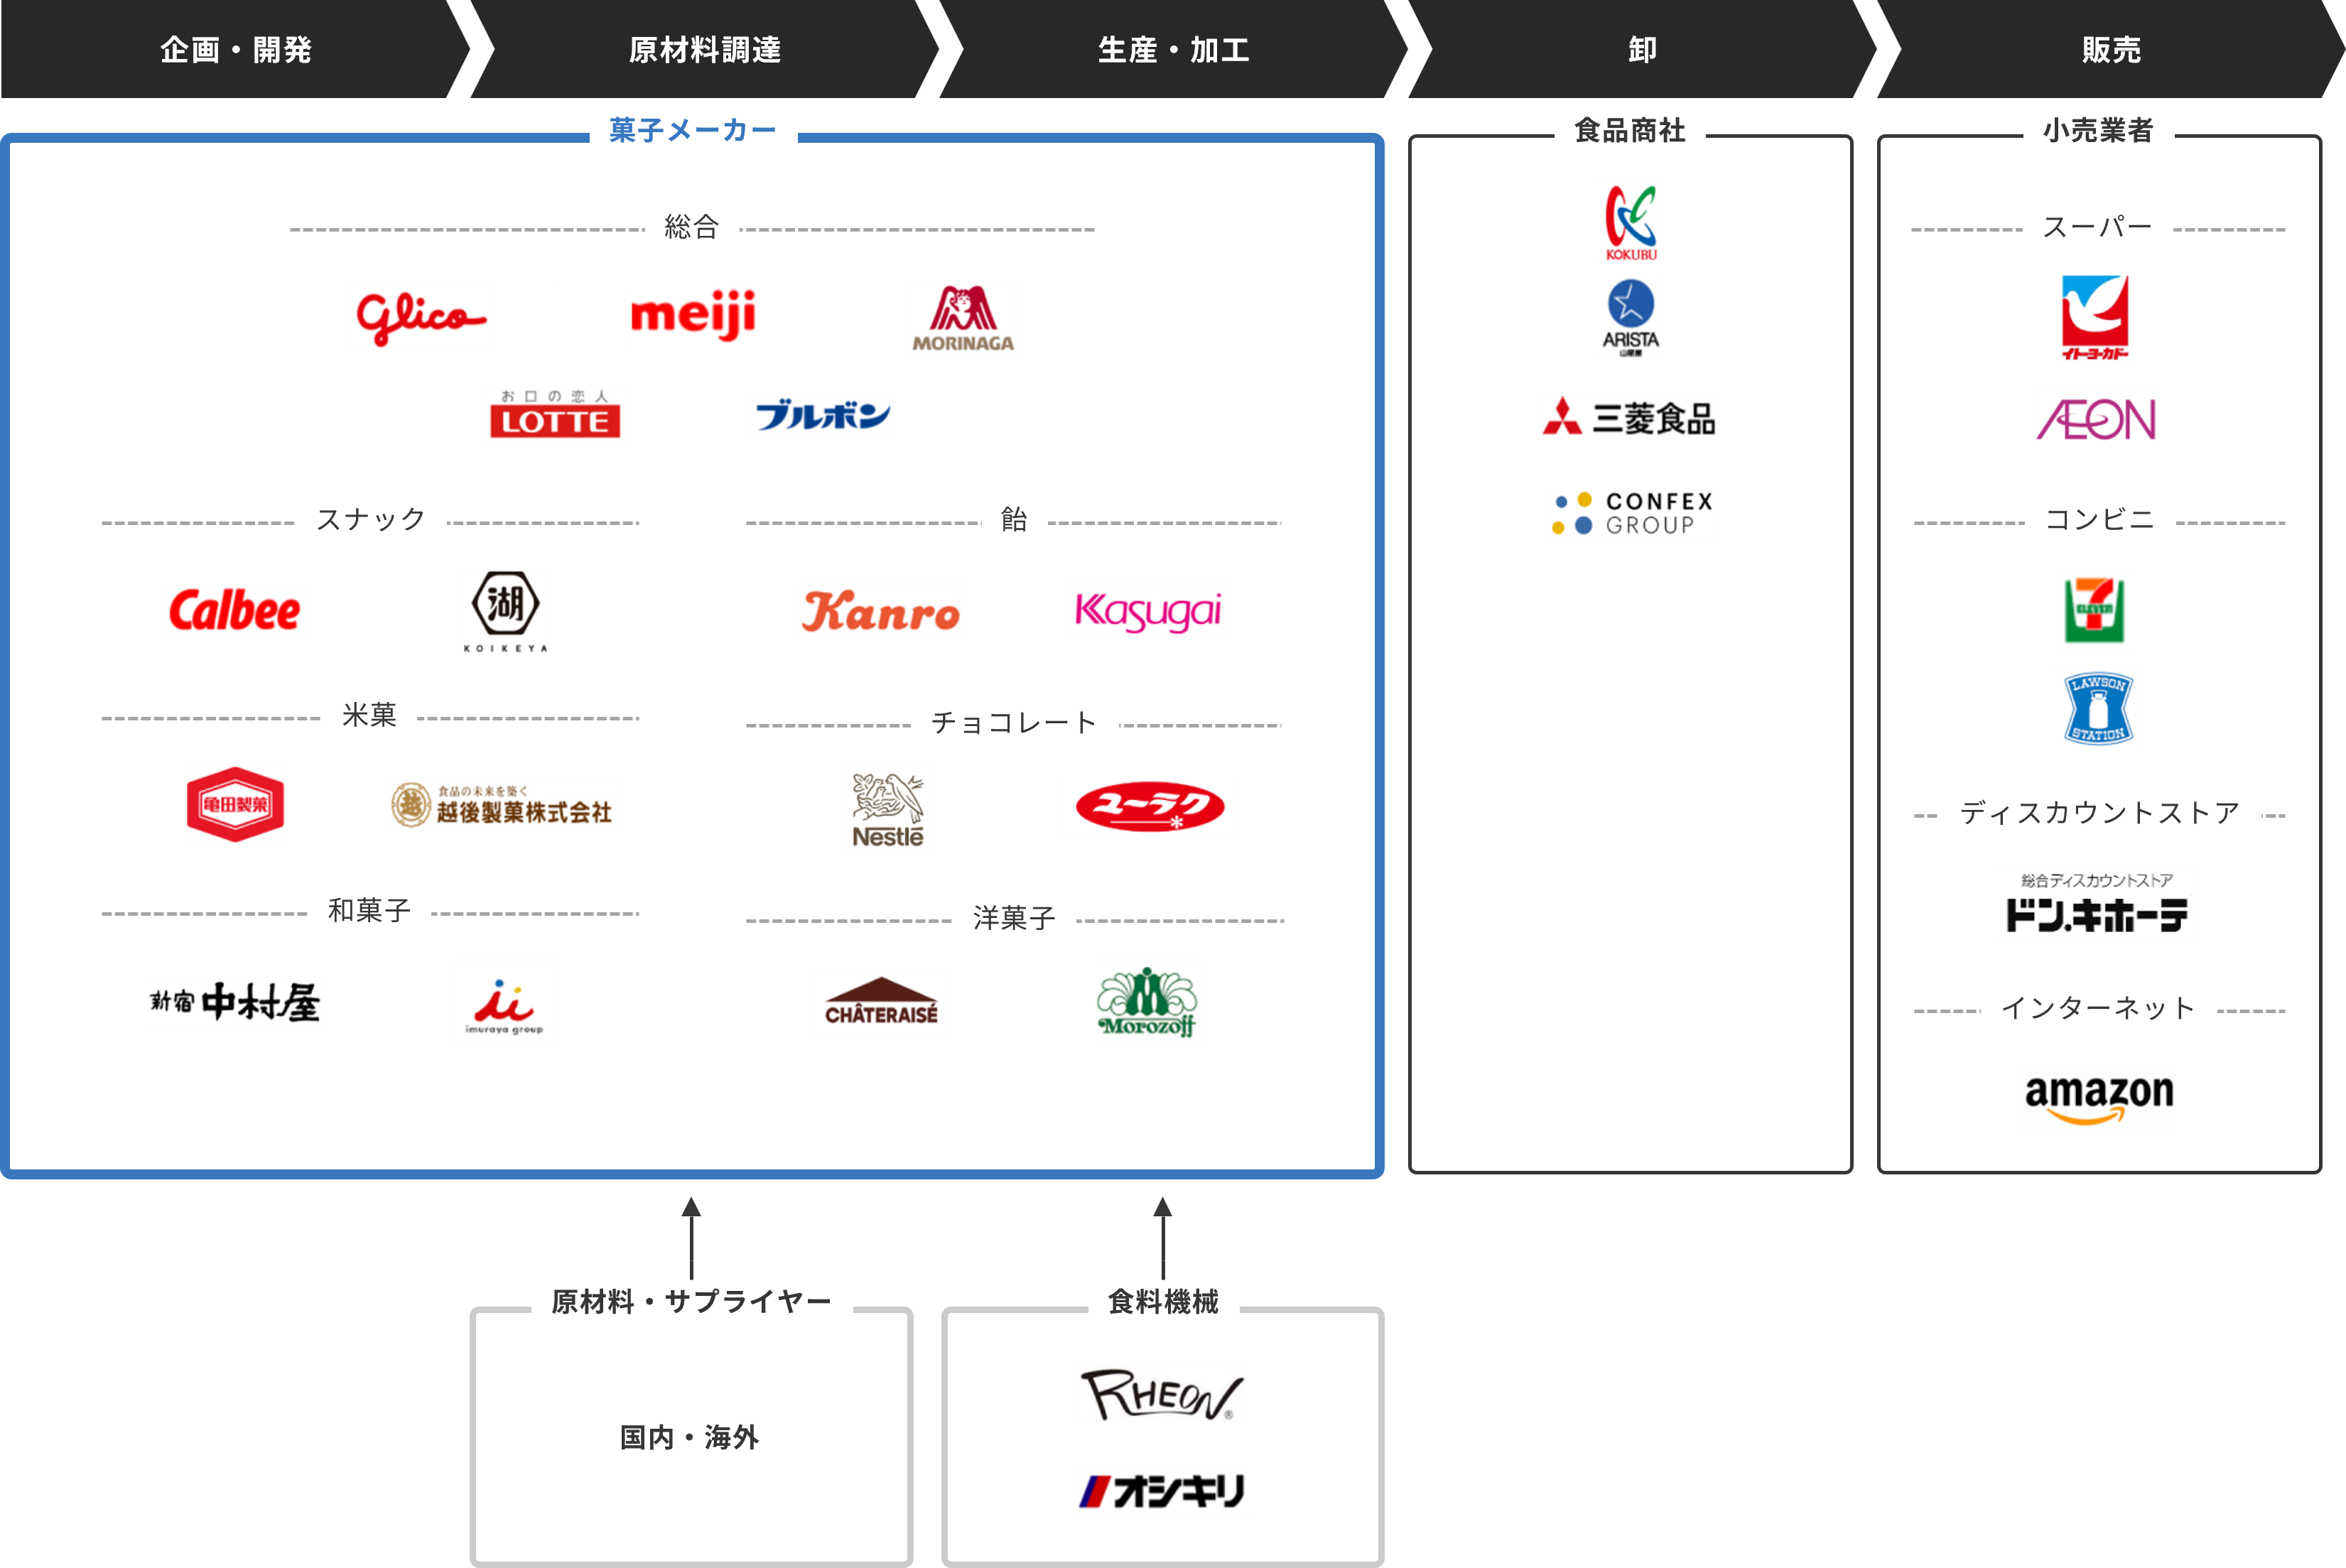 企画・開発
原材料調達
生産・加工
卸
販売
菓子メーカー
総合
Glico
meiji
MORINAGA
お口の恋人
LOTTE
ブルボン
スナック
Calbee
湖
KOIKEYA
飴
Kanro
Kasugai
米菓
亀田製菓
食品の未来を築く
越後製菓株式会社
チョコレート
Nestlé
ユーラク
和菓子
新宿 中村屋
imuraya group
洋菓子
CHÂTERAISÉ
Morozoff
食品商社
KOKUBU
ARISTA
山星屋
三菱食品
CONFEX
GROUP
小売業者
スーパー
イトーヨーカドー
ÆON
コンビニ
7
ELEVEn
LAWSON
STATION
ディスカウントストア
総合ディスカウントストア
ドン.キホーテ
インターネット
amazon
原材料・サプライヤー
国内・海外
食料機械
RHEON®
オシキリ